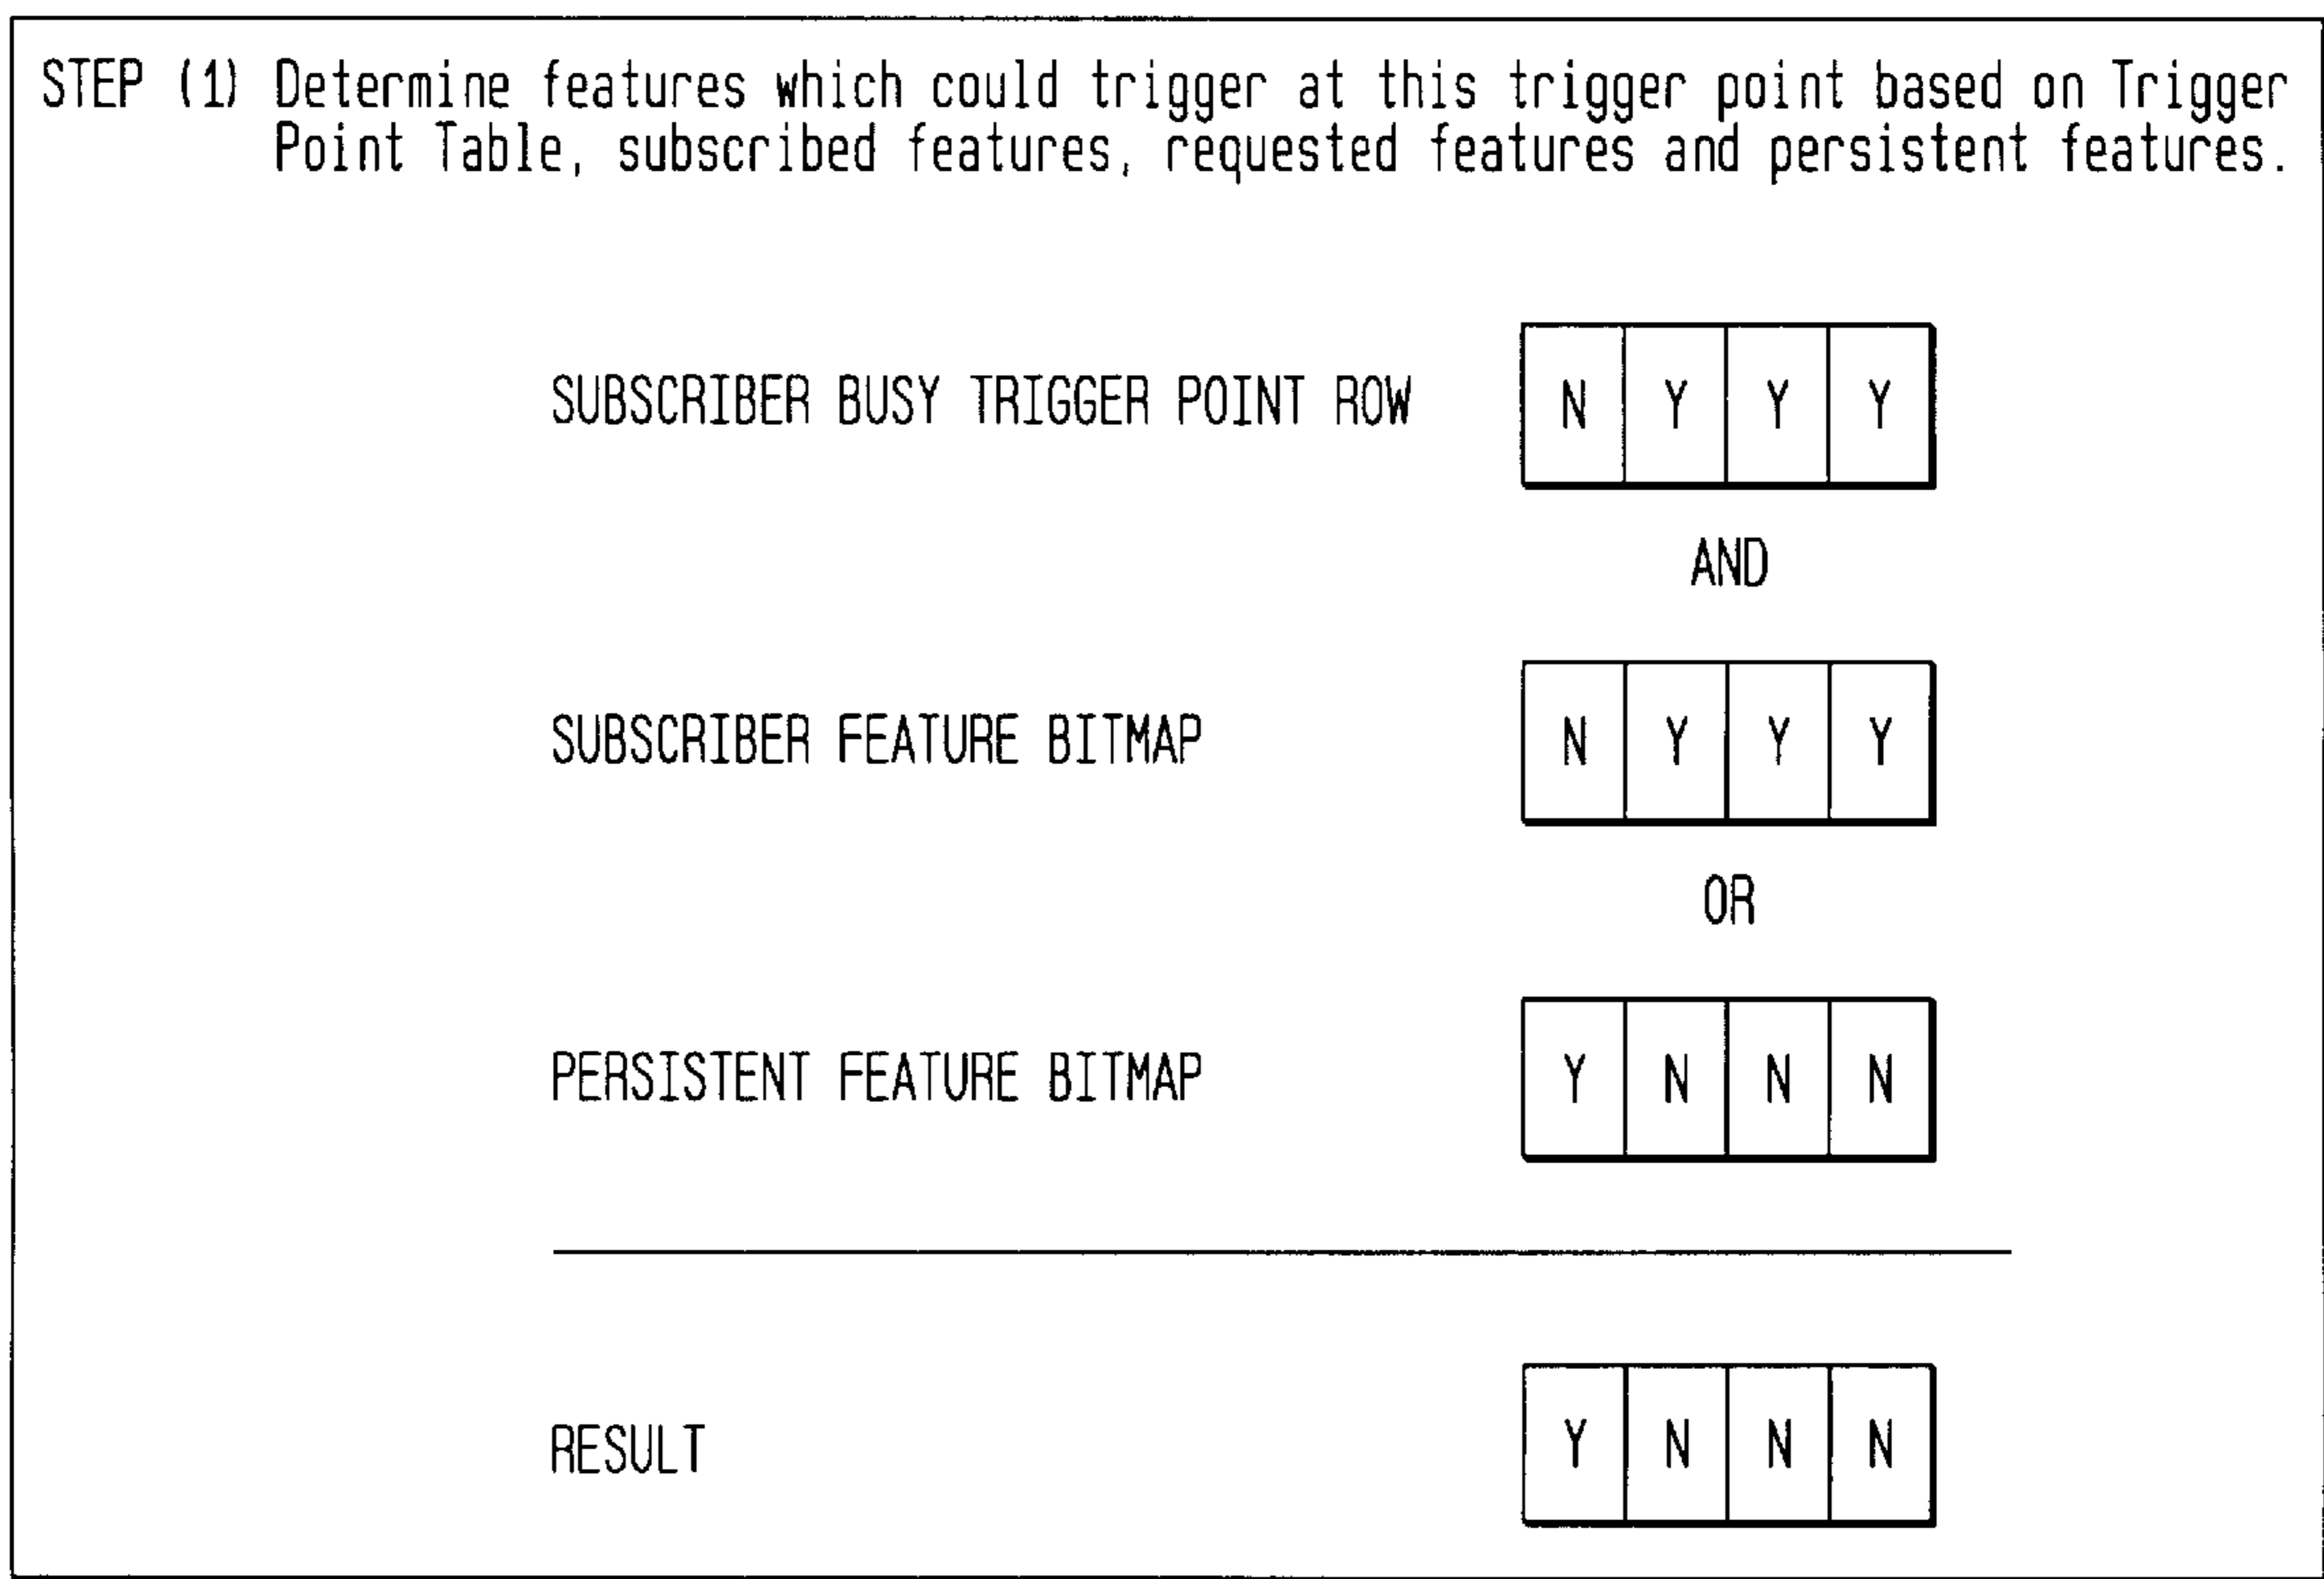 STEP (1) Determine features which could trigger at this trigger point based on Trigger
Point Table, subscribed features, requested features and persistent features.
SUBSCRIBER BUSY TRIGGER POINT ROW N Y Y Y
AND
SUBSCRIBER FEATURE BITMAP N Y Y Y
OR
PERSISTENT FEATURE BITMAP Y N N N
RESULT Y N N N